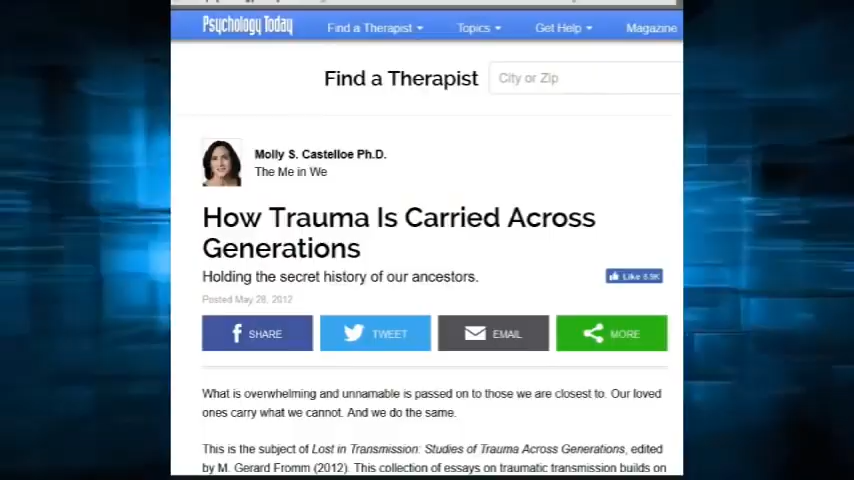 Psychology Today Find a Therapist Topics Get Help Magazine
Find a Therapist City or Zip
Molly S. Castelloe Ph.D.
The Me in We
How Trauma Is Carried Across
Generations
Holding the secret history of our ancestors.
Like 5.9K
Posted May 28, 2012
SHARE TWEET EMAIL MORE
What is overwhelming and unnamable is passed on to those we are closest to. Our loved
ones carry what we cannot. And we do the same.
This is the subject of Lost in Transmission: Studies of Trauma Across Generations, edited
by M. Gerard Fromm (2012). This collection of essays on traumatic transmission builds on